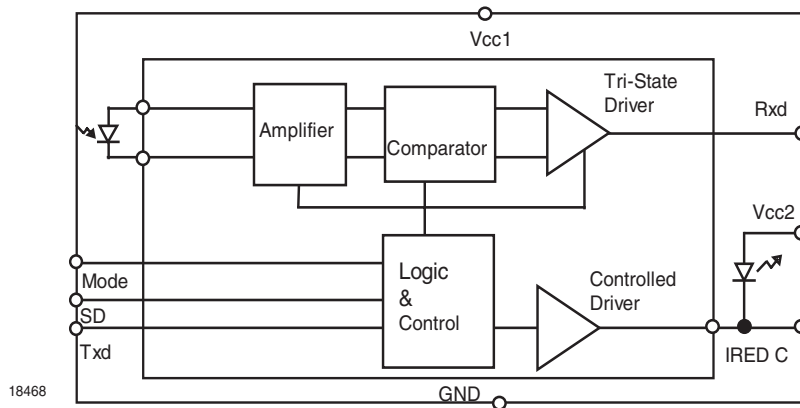 Vcc1
Tri-State
Driver
Amplifier
Comparator
Rxd
Vcc2
Mode
SD
Txd
Logic
&
Control
Controlled
Driver
IRED C
GND
18468